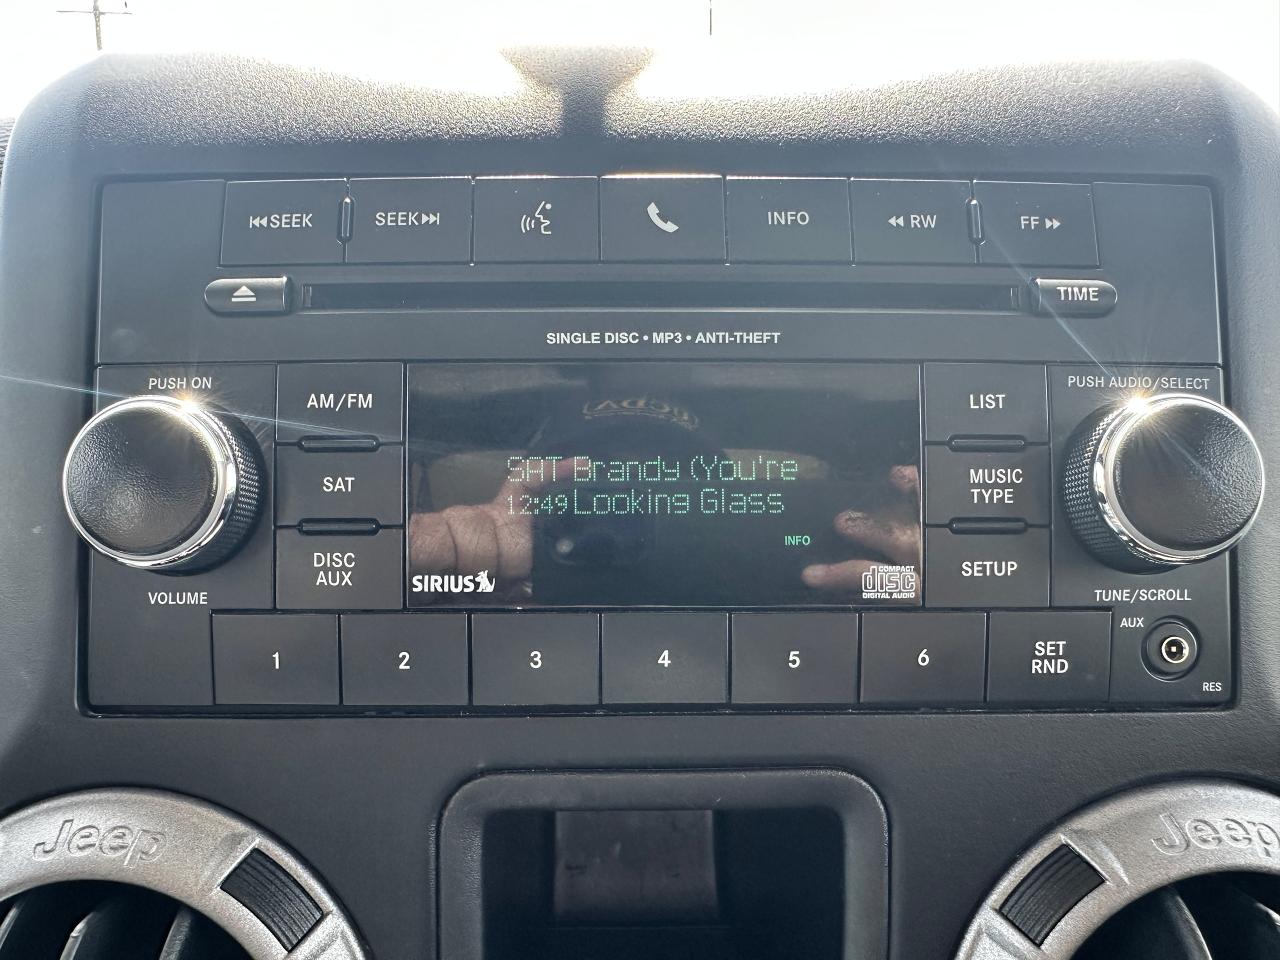 SEEK
SEEK
INFO
RW
FF
TIME
SINGLE DISC • MP3 • ANTI-THEFT
PUSH ON
AM/FM
LIST
PUSH AUDIO/SELECT
SAT Brandy (You're
12:49 Looking Glass
SAT
MUSIC
TYPE
INFO
DISC
AUX
SIRIUS
COMPACT
disc
DIGITAL AUDIO
SETUP
VOLUME
TUNE/SCROLL
AUX
1
2
3
4
5
6
SET
RND
RES
Jeep
Jeep